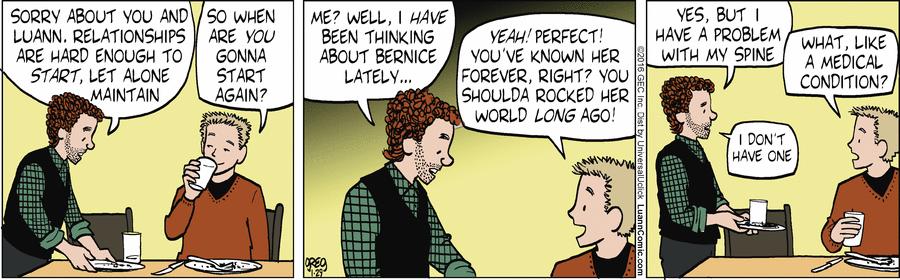 SORRY ABOUT YOU AND
LUANN. RELATIONSHIPS
ARE HARD ENOUGH TO
START, LET ALONE
MAINTAIN
SO WHEN
ARE YOU
GONNA
START
AGAIN?
ME? WELL, I HAVE
BEEN THINKING
ABOUT BERNICE
LATELY...
YEAH! PERFECT!
YOU'VE KNOWN HER
FOREVER, RIGHT? YOU
SHOULDA ROCKED HER
WORLD LONG AGO!
GREG
1·25
©2016 GEC Inc. Dist by UniversalUclick LuannComic.com
YES, BUT I
HAVE A PROBLEM
WITH MY SPINE
WHAT, LIKE
A MEDICAL
CONDITION?
I DON'T
HAVE ONE